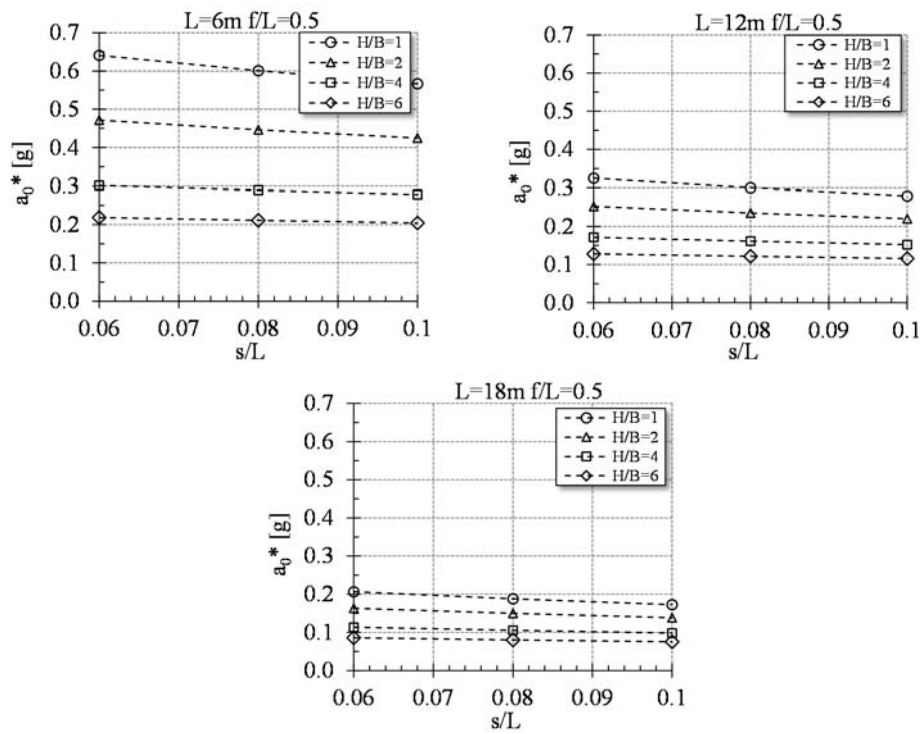 L=6m f/L=0.5
0.7
0.6
0.5
0.4
0.3
0.2
0.1
0.0
a₀* [g]
H/B=1
H/B=2
H/B=4
H/B=6
0.06 0.07 0.08 0.09 0.1
s/L
L=12m f/L=0.5
0.7
0.6
0.5
0.4
0.3
0.2
0.1
0.0
a₀* [g]
H/B=1
H/B=2
H/B=4
H/B=6
0.06 0.07 0.08 0.09 0.1
s/L
L=18m f/L=0.5
0.7
0.6
0.5
0.4
0.3
0.2
0.1
0.0
a₀* [g]
H/B=1
H/B=2
H/B=4
H/B=6
0.06 0.07 0.08 0.09 0.1
s/L